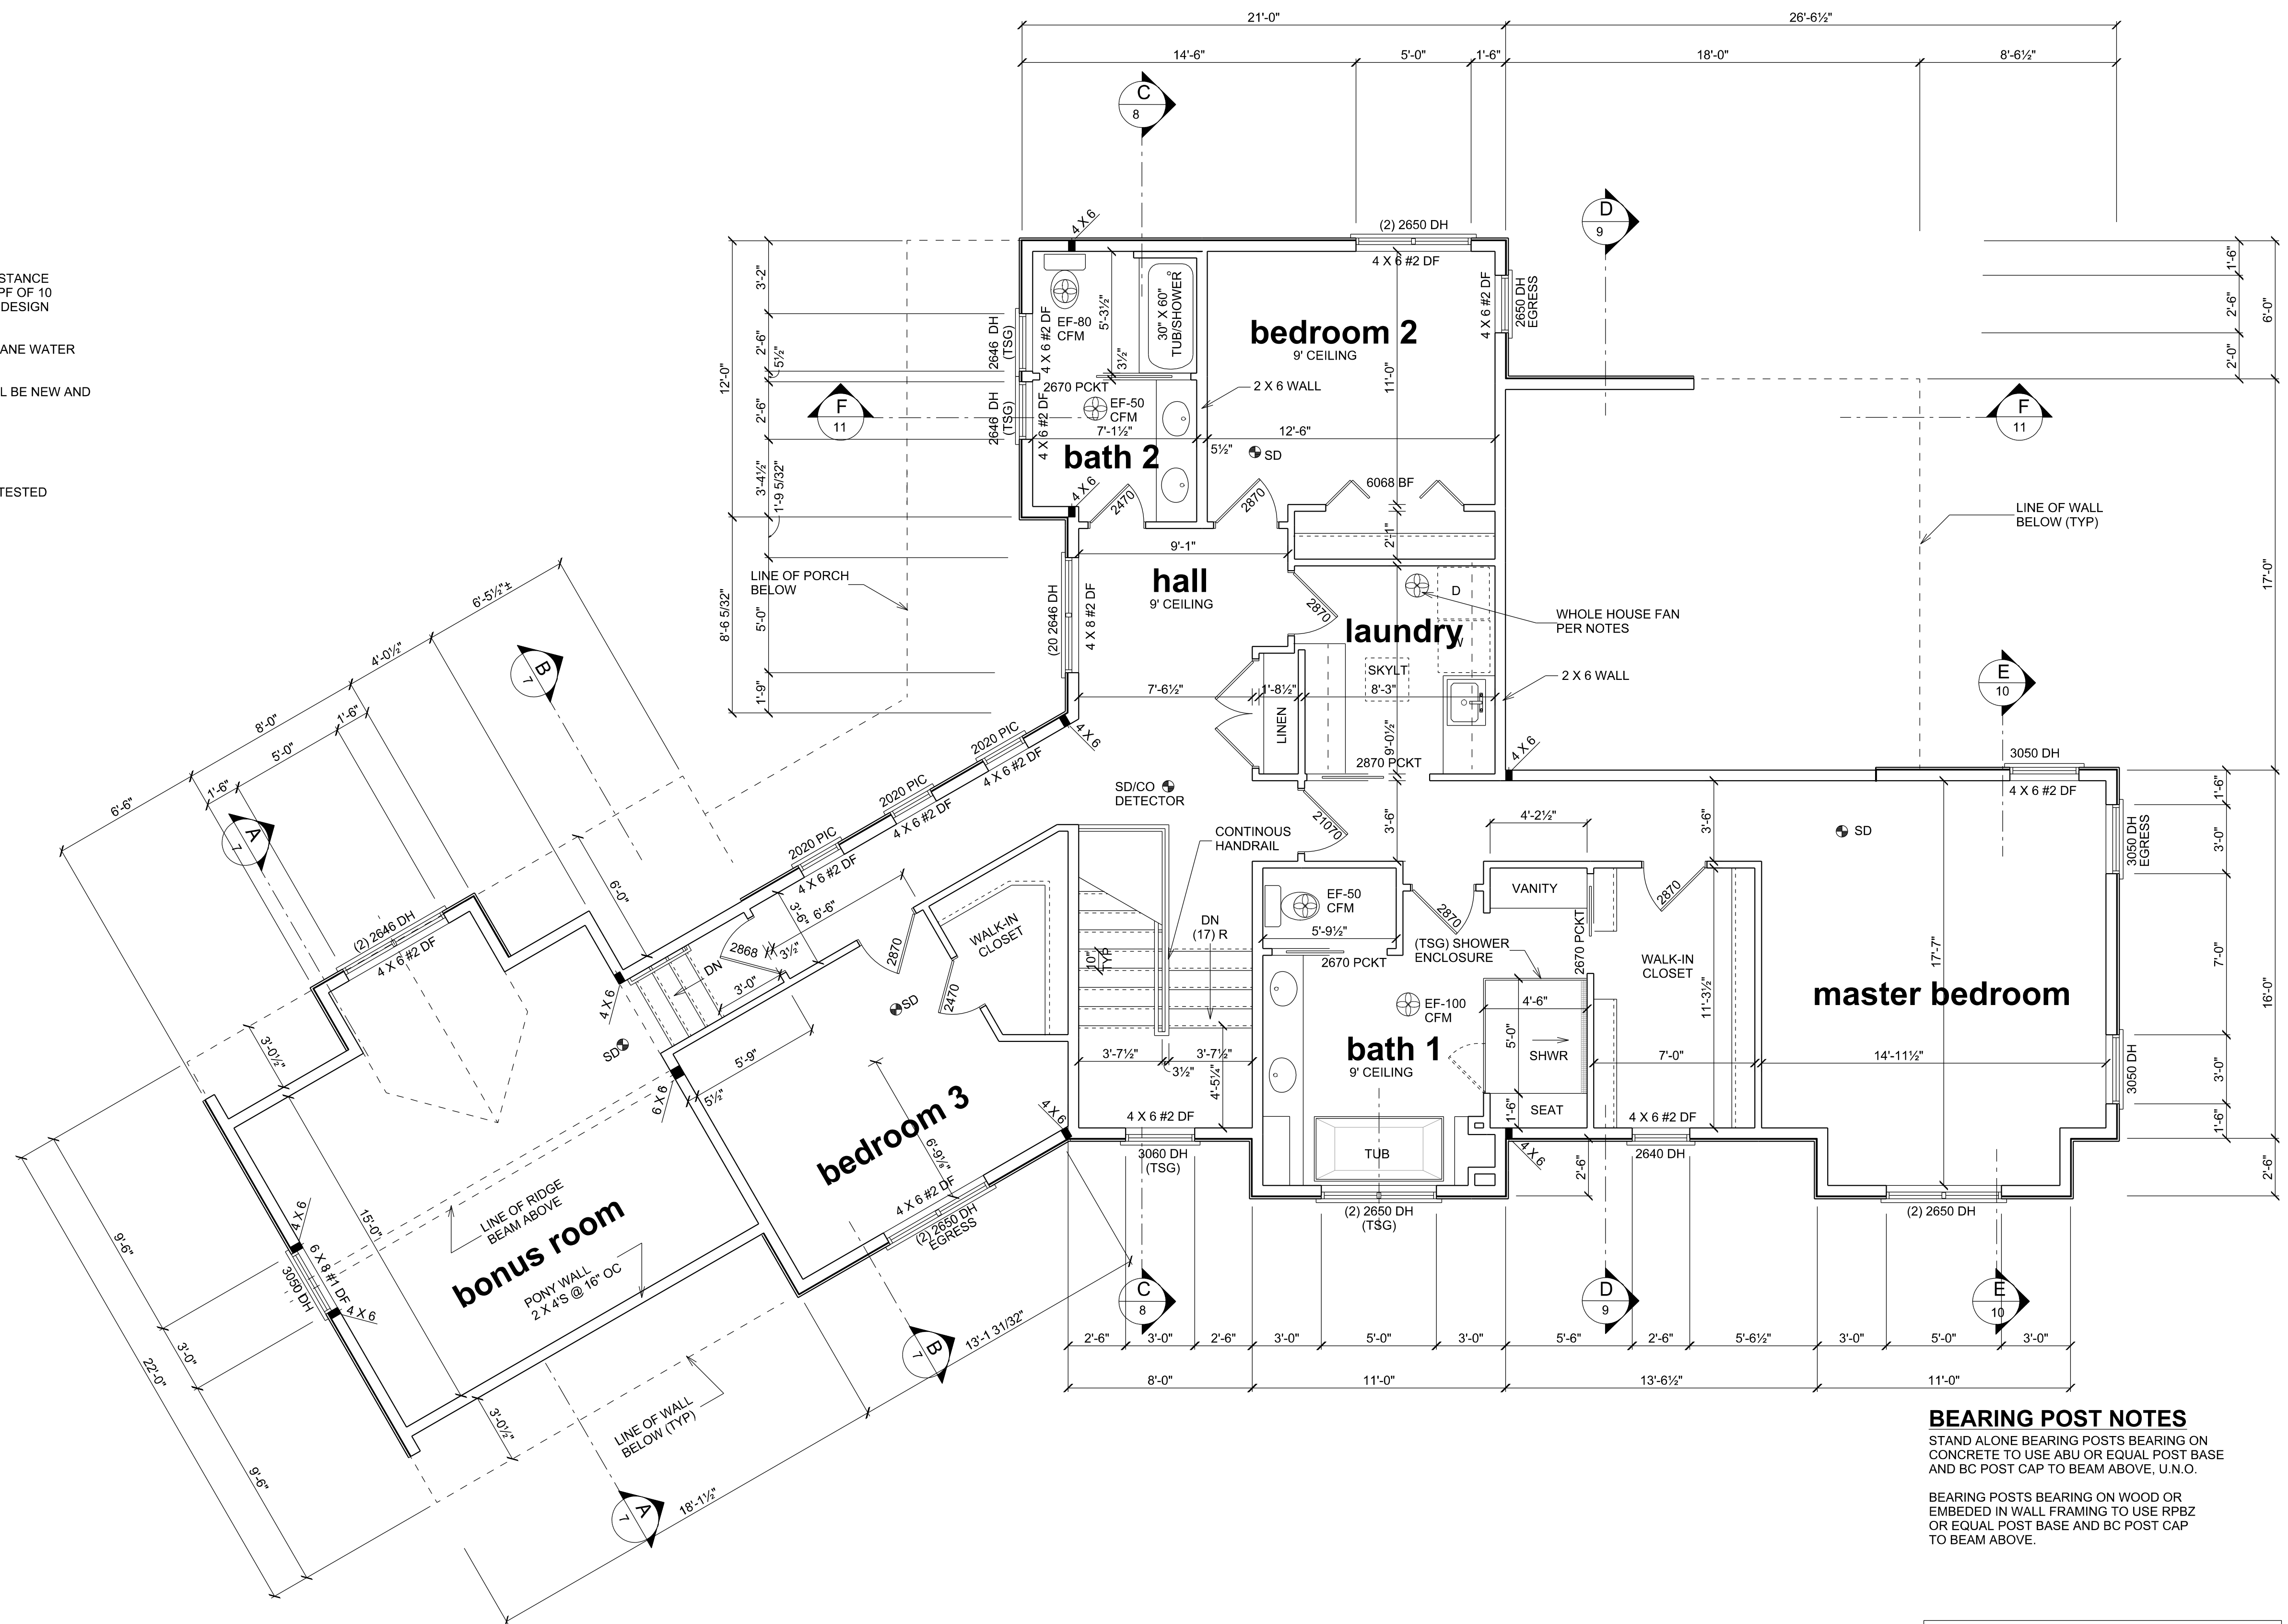 21'-0"
26'-6½"
14'-6"
5'-0"
1'-6"
18'-0"
8'-6½"
C
8
D
9
STANCE
PF OF 10
DESIGN
ANE WATER
L BE NEW AND
TESTED
4 X 6
(2) 2650 DH
4 X 6 #2 DF
3'-2"
2'-6"
5½"
2'-6"
3'-4½"
1'-9 5/32"
12'-0"
8'-6 5/32"
5'-0"
1'-9"
2646 DH
(TSG)
4 X 6 #2 DF
2646 DH
(TSG)
4 X 6 #2 DF
EF-80
CFM
5'-3½"
3½"
30" X 60"
TUB/SHOWER
2670 PCKT
EF-50
CFM
7'-1½"
bath 2
4 X 6
2470
bedroom 2
9' CEILING
2 X 6 WALL
11'-0"
12'-6"
5½"
SD
6068 BF
2870
2'-1"
4 X 6 #2 DF
2650 DH
EGRESS
1'-6"
2'-6"
2'-0"
6'-0"
17'-0"
F
11
F
11
LINE OF WALL
BELOW (TYP)
LINE OF PORCH
BELOW
(20 2646 DH
4 X 8 #2 DF
9'-1"
hall
9' CEILING
2870
laundry
D
W
WHOLE HOUSE FAN
PER NOTES
SKYLT
2 X 6 WALL
7'-6½"
1'-8½"
8'-3"
LINEN
9'-0½"
2870 PCKT
4 X 6
E
10
3050 DH
4 X 6 #2 DF
6'-5½"±
4'-0½"
8'-0"
1'-6"
5'-0"
1'-6"
6'-6"
B
7
A
7
4 X 6
2020 PIC
4 X 6 #2 DF
2020 PIC
4 X 6 #2 DF
2020 PIC
4 X 6 #2 DF
SD/CO
DETECTOR
21070
3'-6"
CONTINOUS
HANDRAIL
4'-2½"
3'-6"
SD
3050 DH
EGRESS
1'-6"
3'-0"
7'-0"
16'-0"
3'-0"
1'-6"
2'-6"
6'-0"
3'-6"
6'-6"
2868
3½"
2870
WALK-IN
CLOSET
2470
(2) 2646 DH
4 X 6 #2 DF
DN
3'-0"
4 X 6
SD
SD
5'-9"
5½"
6 X 6
3'-0½"
10"
TYP
DN
(17) R
3'-7½"
3'-7½"
3½"
4'-5¼"
4 X 6 #2 DF
3060 DH
(TSG)
EF-50
CFM
5'-9½"
2670 PCKT
2870
VANITY
2670 PCKT
(TSG) SHOWER
ENCLOSURE
EF-100
CFM
bath 1
9' CEILING
4'-6"
5'-0"
SHWR
SEAT
1'-6"
TUB
(2) 2650 DH
(TSG)
2870
WALK-IN
CLOSET
11'-3½"
7'-0"
4 X 6 #2 DF
2640 DH
4 X 6
2'-6"
17'-7"
master bedroom
14'-11½"
3050 DH
(2) 2650 DH
bedroom 3
6'-9⅛"
4 X 6
4 X 6 #2 DF
(2) 2650 DH
EGRESS
LINE OF RIDGE
BEAM ABOVE
15'-0"
bonus room
PONY WALL
2 X 4'S @ 16" OC
4 X 6
6 X 8 #1 DF
3050 DH
4 X 6
9'-6"
3'-0"
22'-0"
9'-6"
3'-0½"
LINE OF WALL
BELOW (TYP)
A
7
B
7
18'-1½"
13'-1 31/32"
C
8
D
9
E
10
2'-6"
3'-0"
2'-6"
3'-0"
5'-0"
3'-0"
5'-6"
2'-6"
5'-6½"
3'-0"
5'-0"
3'-0"
8'-0"
11'-0"
13'-6½"
11'-0"
BEARING POST NOTES
STAND ALONE BEARING POSTS BEARING ON
CONCRETE TO USE ABU OR EQUAL POST BASE
AND BC POST CAP TO BEAM ABOVE, U.N.O.
BEARING POSTS BEARING ON WOOD OR
EMBEDED IN WALL FRAMING TO USE RPBZ
OR EQUAL POST BASE AND BC POST CAP
TO BEAM ABOVE.